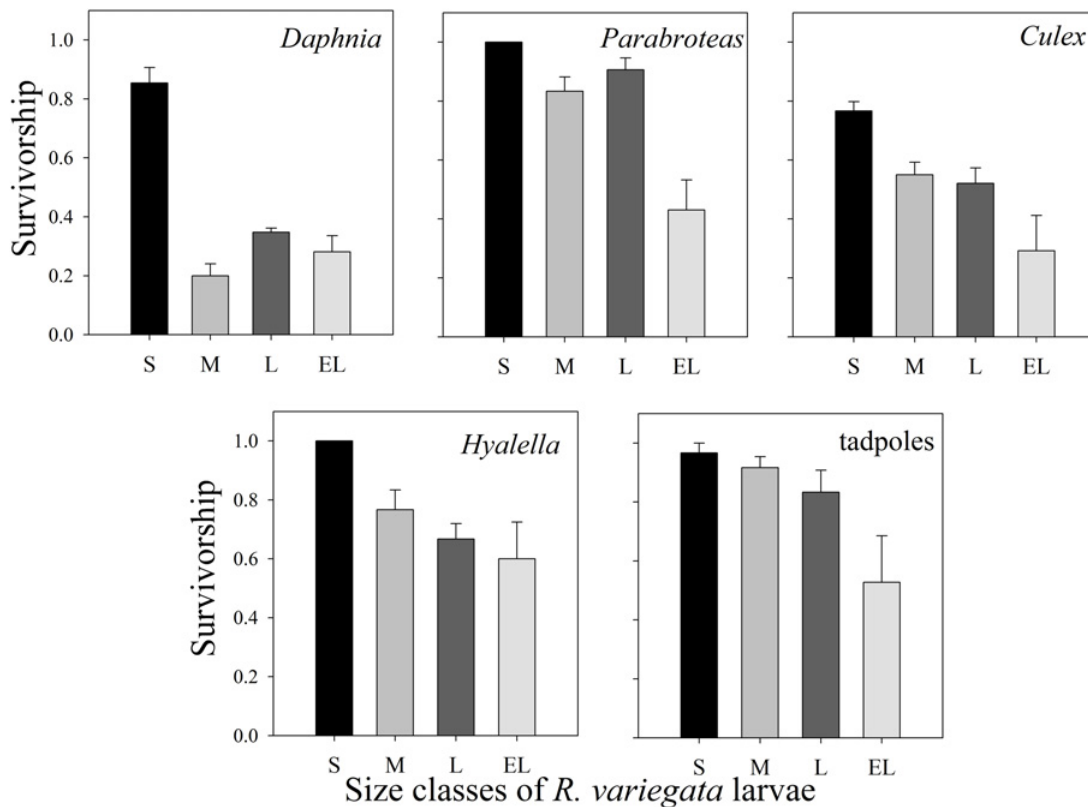 Daphnia
Parabroteas
Culex
Survivorship
1.0
0.8
0.6
0.4
0.2
0.0
S M L EL
S M L EL
S M L EL
Hyalella
tadpoles
Survivorship
1.0
0.8
0.6
0.4
0.2
0.0
S M L EL
S M L EL
Size classes of R. variegata larvae